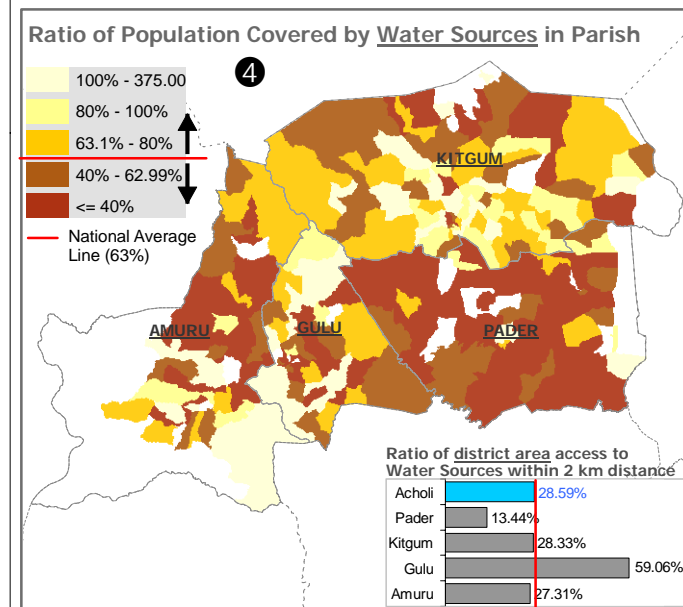 Ratio of Population Covered by Water Sources in Parish
4
100% - 375.00
80% - 100%
63.1% - 80%
40% - 62.99%
<= 40%
National Average
Line (63%)
KITGUM
AMURU
GULU
PADER
Ratio of district area access to
Water Sources within 2 km distance
Acholi 28.59%
Pader 13.44%
Kitgum 28.33%
Gulu 59.06%
Amuru 27.31%